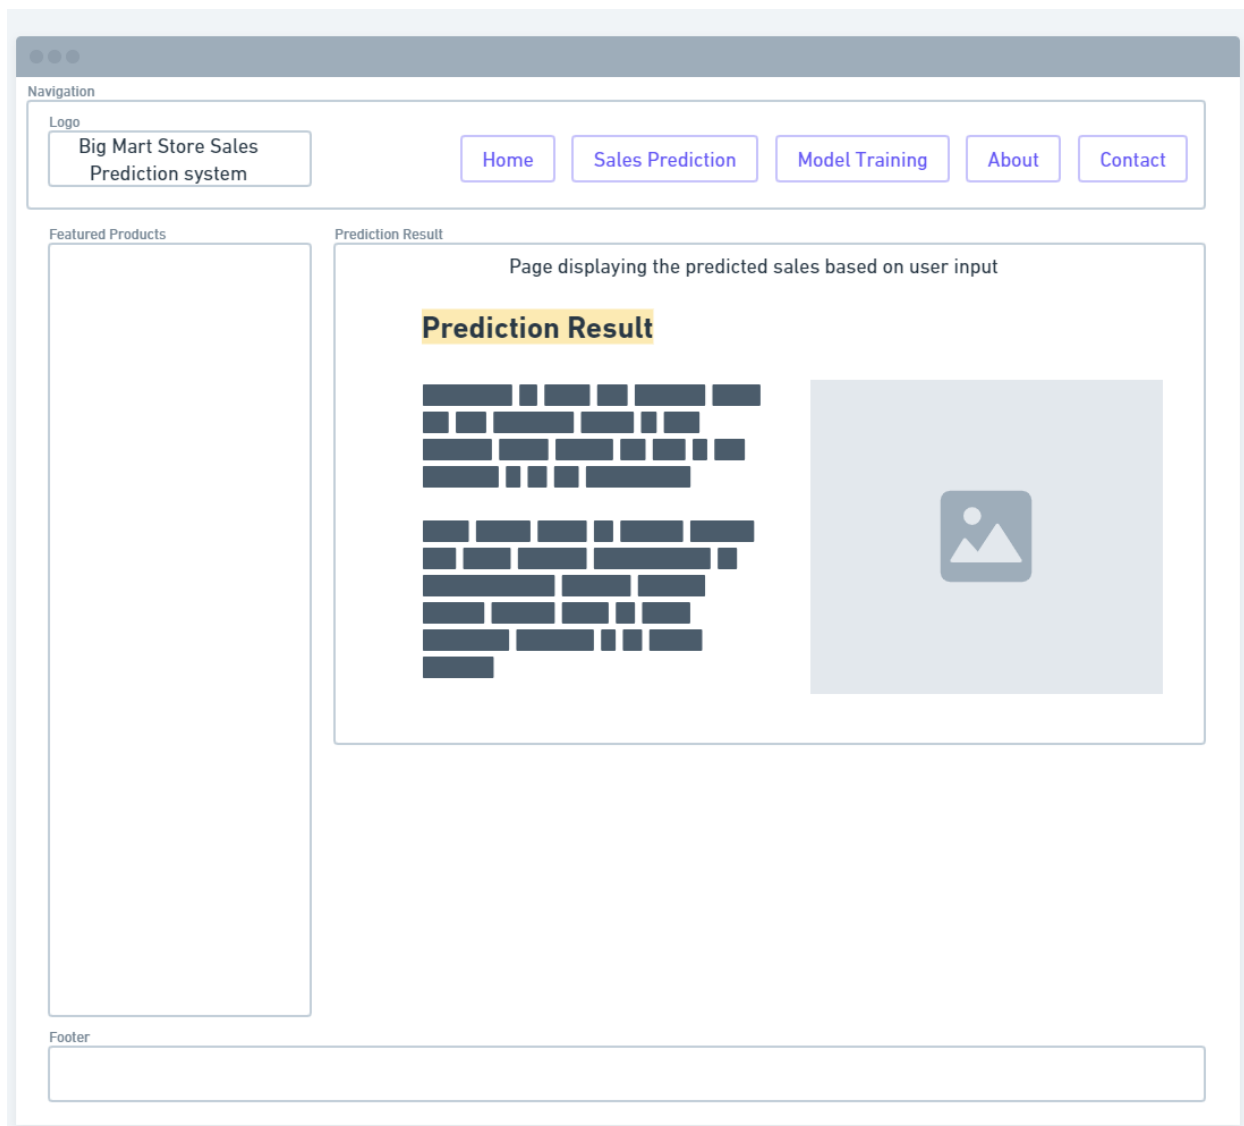 Navigation
Logo
Big Mart Store Sales
Prediction system
Home
Sales Prediction
Model Training
About
Contact
Featured Products
Prediction Result
Page displaying the predicted sales based on user input
Prediction Result
Footer